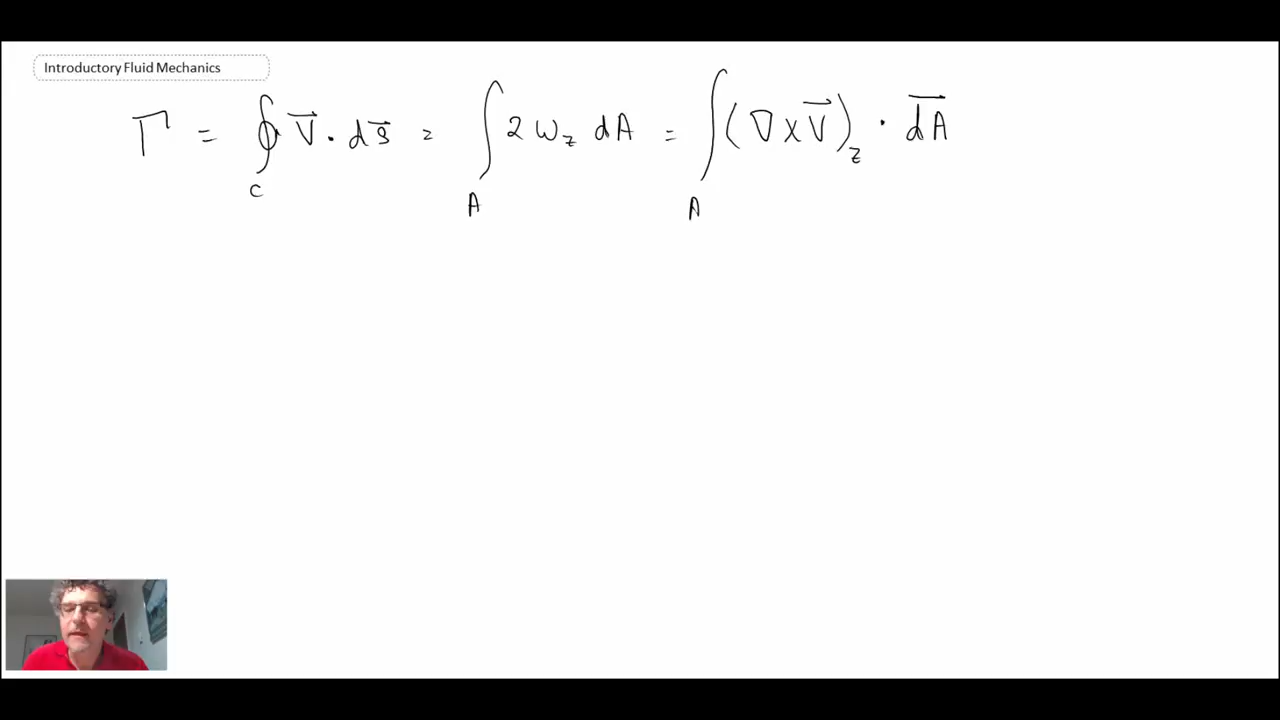 Introductory Fluid Mechanics
Γ = ∮_C V⃗ · ds⃗ = ∫_A 2 ω_z dA = ∫_A (∇ × V⃗)_z · dA⃗